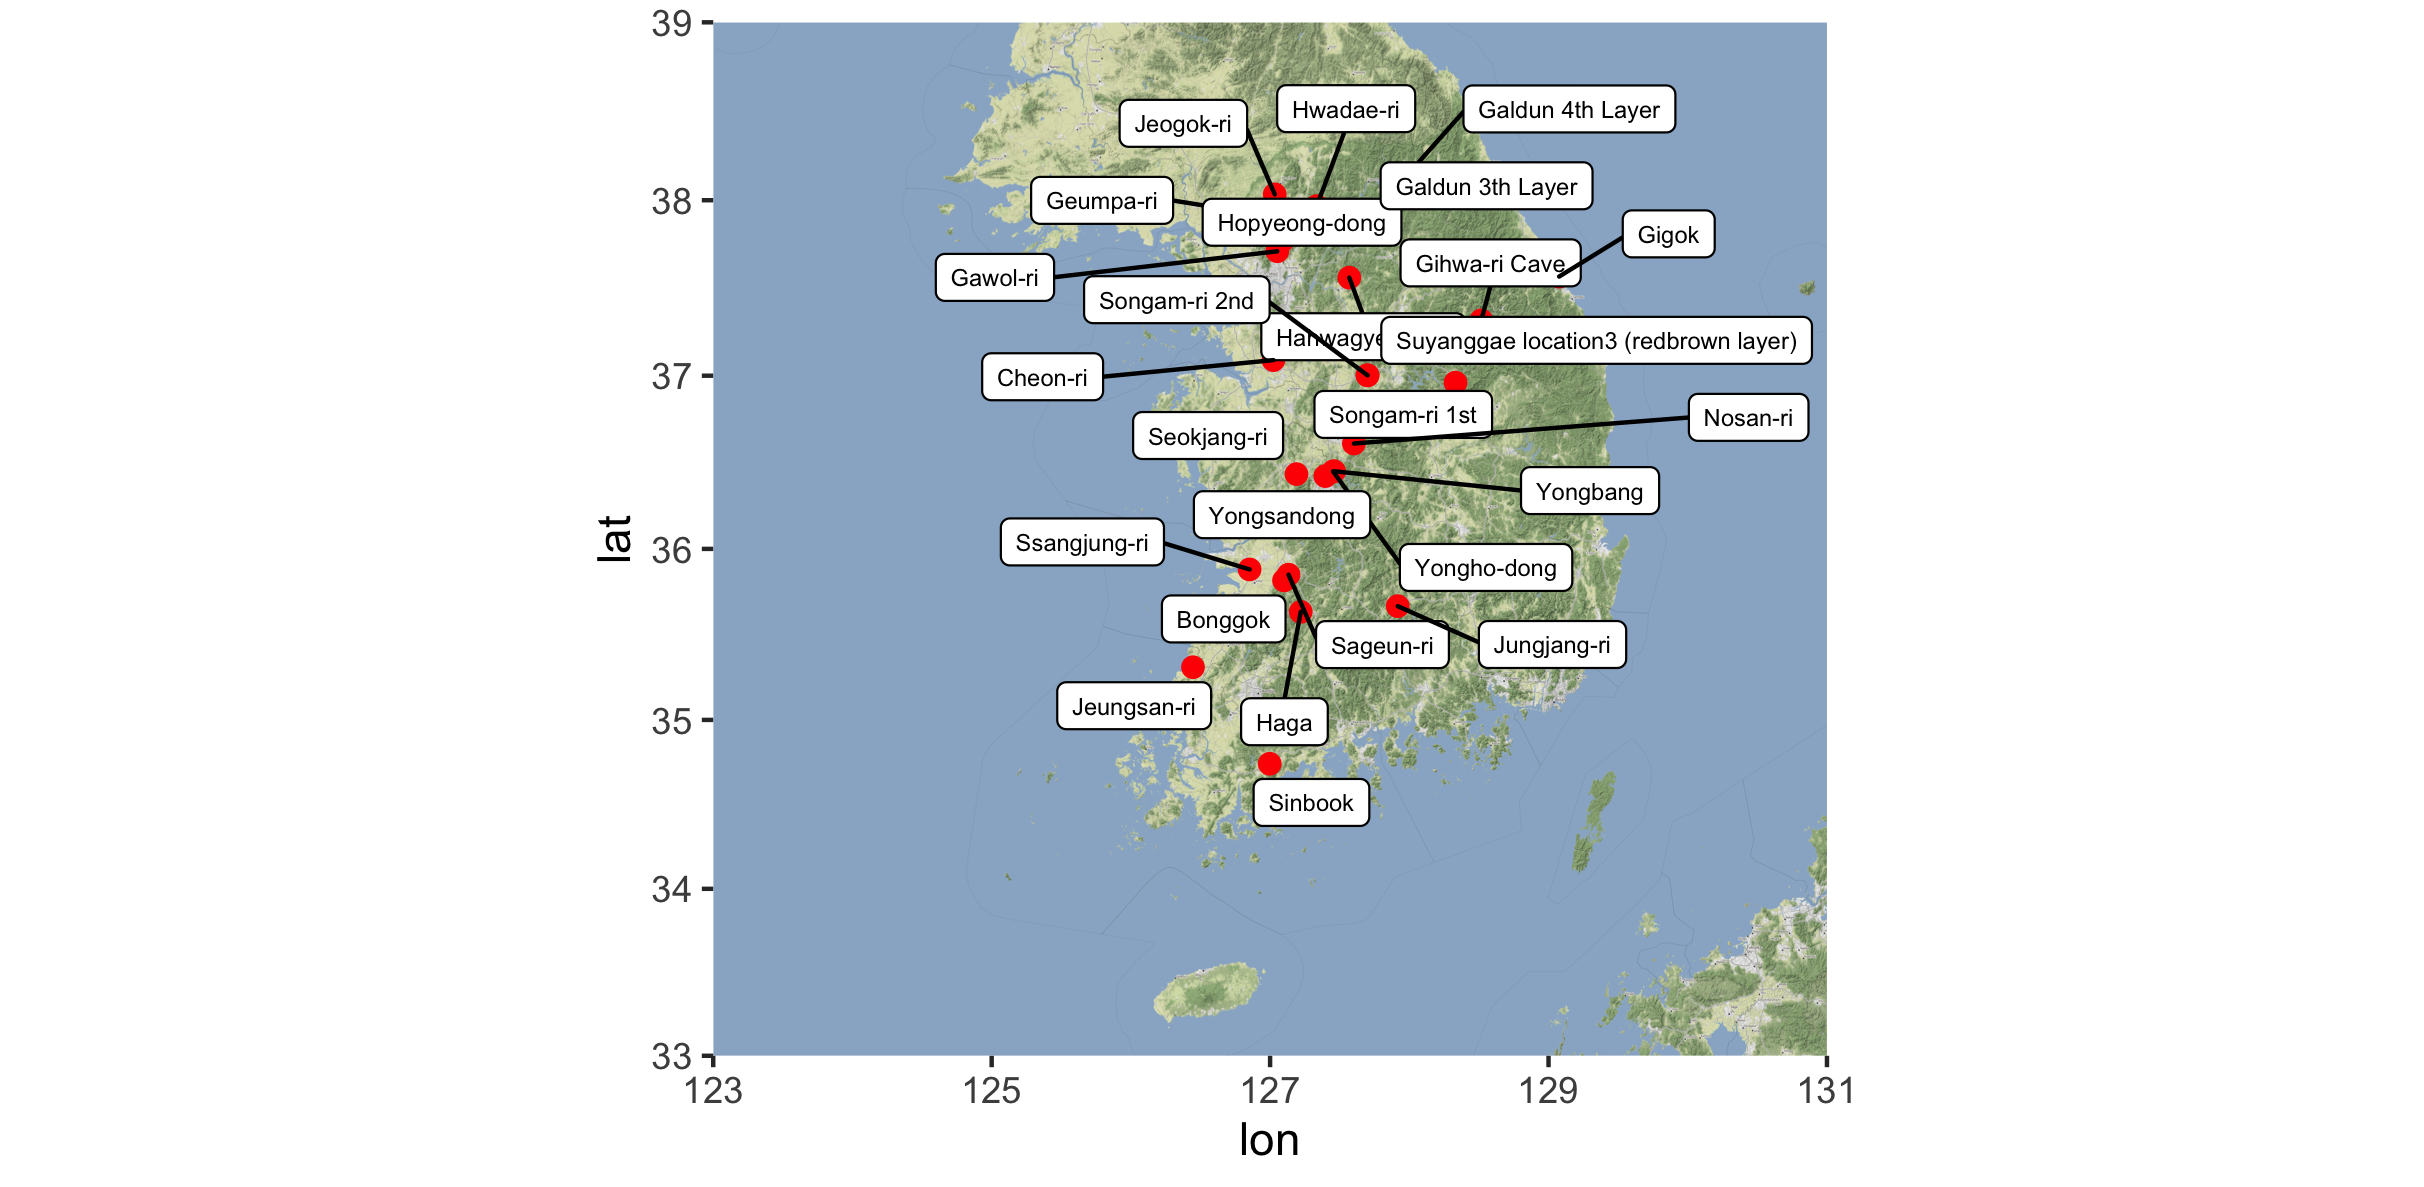 39
Hwadae-ri
Galdun 4th Layer
Jeogok-ri
Galdun 3th Layer
38
Geumpa-ri
Hopyeong-dong
Gigok
Gihwa-ri Cave
Gawol-ri
Songam-ri 2nd
Hanwagye
Suyanggae location3 (redbrown layer)
37
Cheon-ri
Songam-ri 1st
Nosan-ri
Seokjang-ri
Yongbang
Yongsandong
lat
36
Ssangjung-ri
Yongho-dong
Bonggok
Sageun-ri
Jungjang-ri
35
Jeungsan-ri
Haga
Sinbook
34
33
123
125
127
129
131
lon